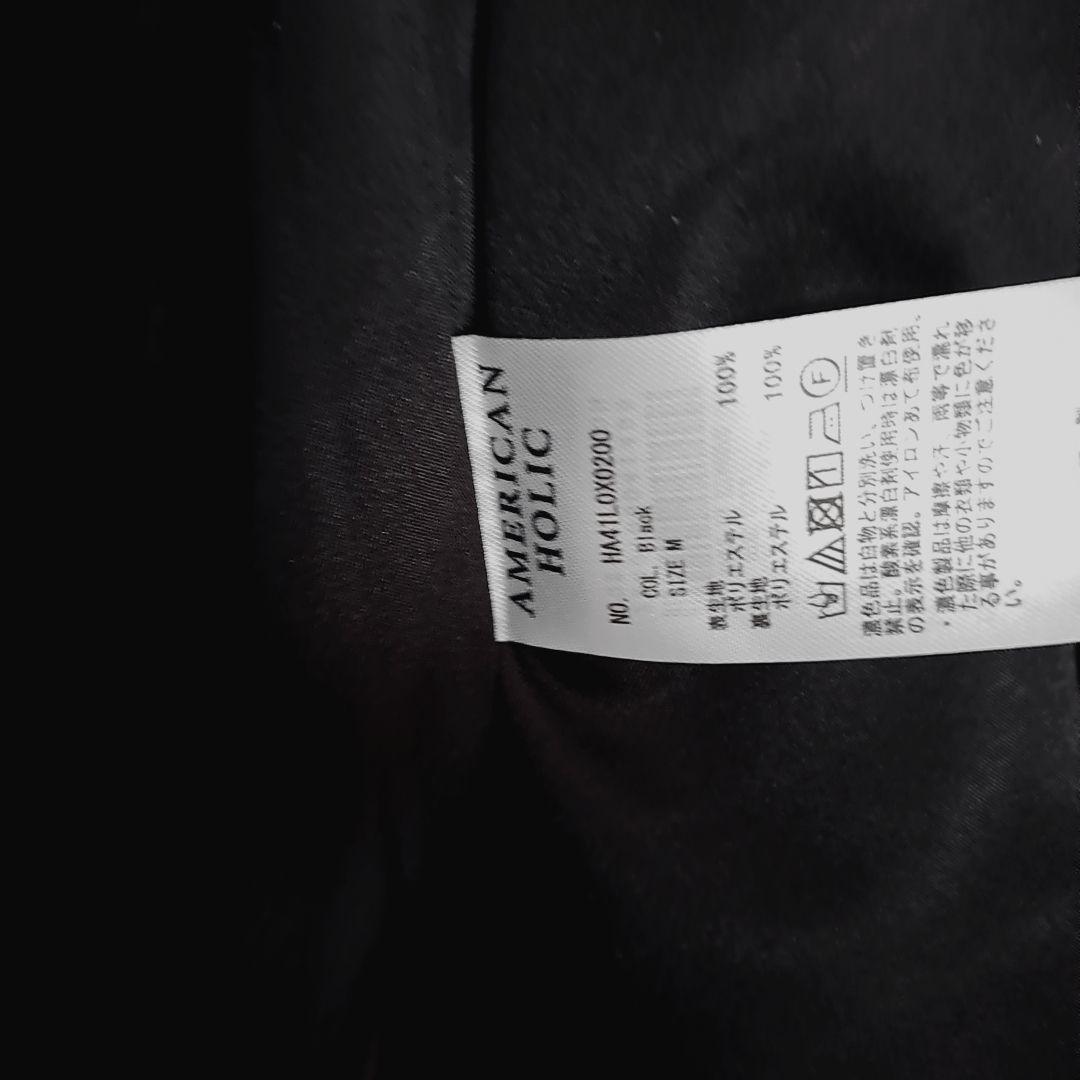 AMERICAN
HOLIC
NO. HA41L0X0200
COL. Black
SIZE M
表生地
ポリエステル 100%
裏生地
ポリエステル 100%
F
濃色品は白物と分別洗い、つけ置き
禁止。酸素系漂白剤使用時は漂白剤
の表示を確認。アイロンあて布使用。
・濃色製品は摩擦や汗、雨等で濡れ
た際に他の衣類や小物類に色が移
る事がありますのでご注意くださ
い。